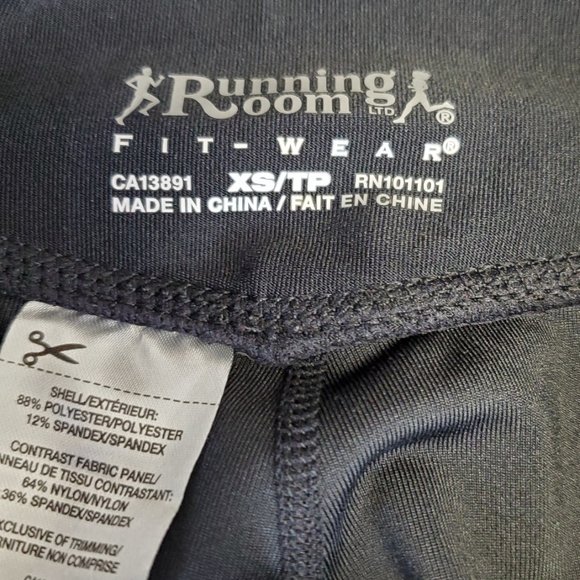 Running
Room LTD ®
FIT-WEAR®
CA13891 XS/TP RN101101
MADE IN CHINA / FAIT EN CHINE
SHELL/EXTÉRIEUR:
88% POLYESTER/POLYESTER
12% SPANDEX/SPANDEX
CONTRAST FABRIC PANEL/
NNEAU DE TISSU CONTRASTANT:
64% NYLON/NYLON
36% SPANDEX/SPANDEX
EXCLUSIVE OF TRIMMING/
RNITURE NON COMPRISE